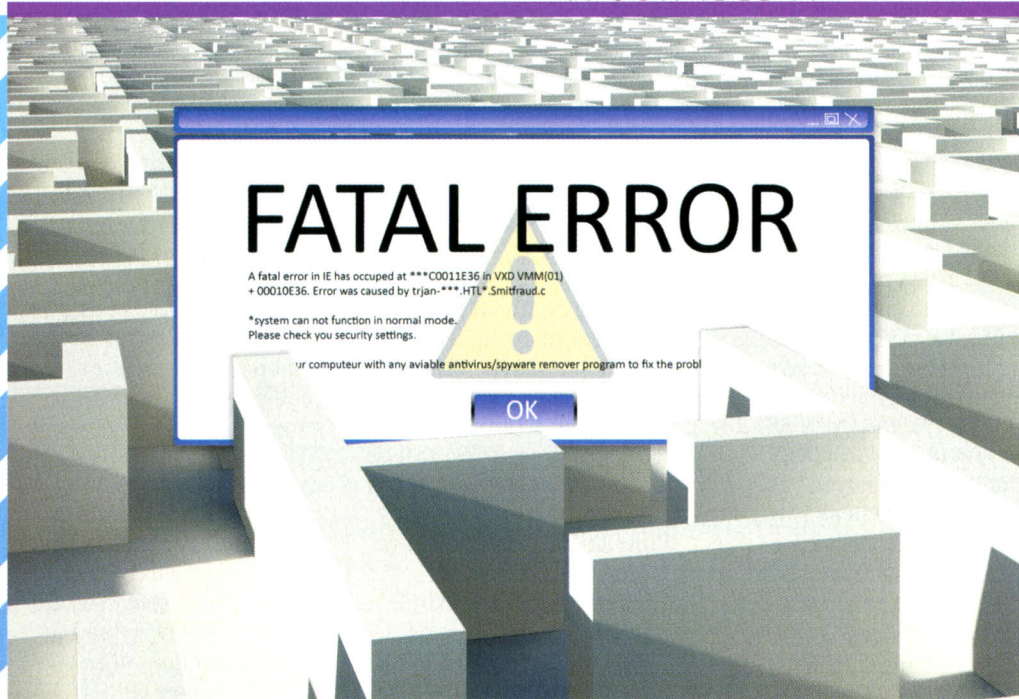 FATAL ERROR
A fatal error in IE has occuped at ***C0011E36 in VXD VMM(01)
+ 00010E36. Error was caused by trjan-***.HTL*.Smitfraud.c
*system can not function in normal mode.
Please check you security settings.
ur computeur with any aviable antivirus/spyware remover program to fix the probl
OK